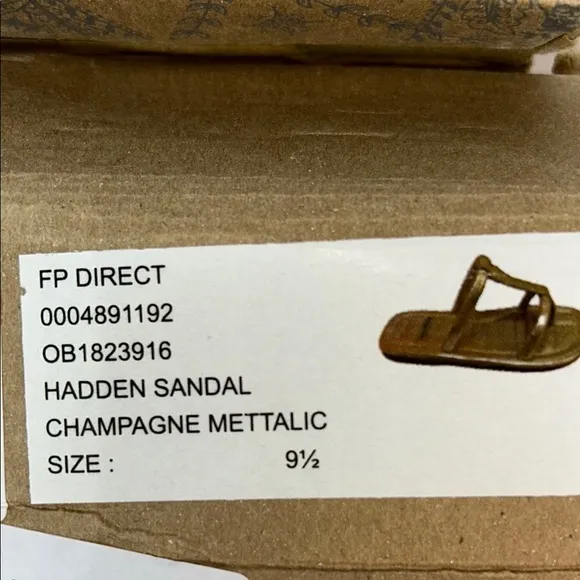 FP DIRECT
0004891192
OB1823916
HADDEN SANDAL
CHAMPAGNE METTALIC
SIZE : 9½